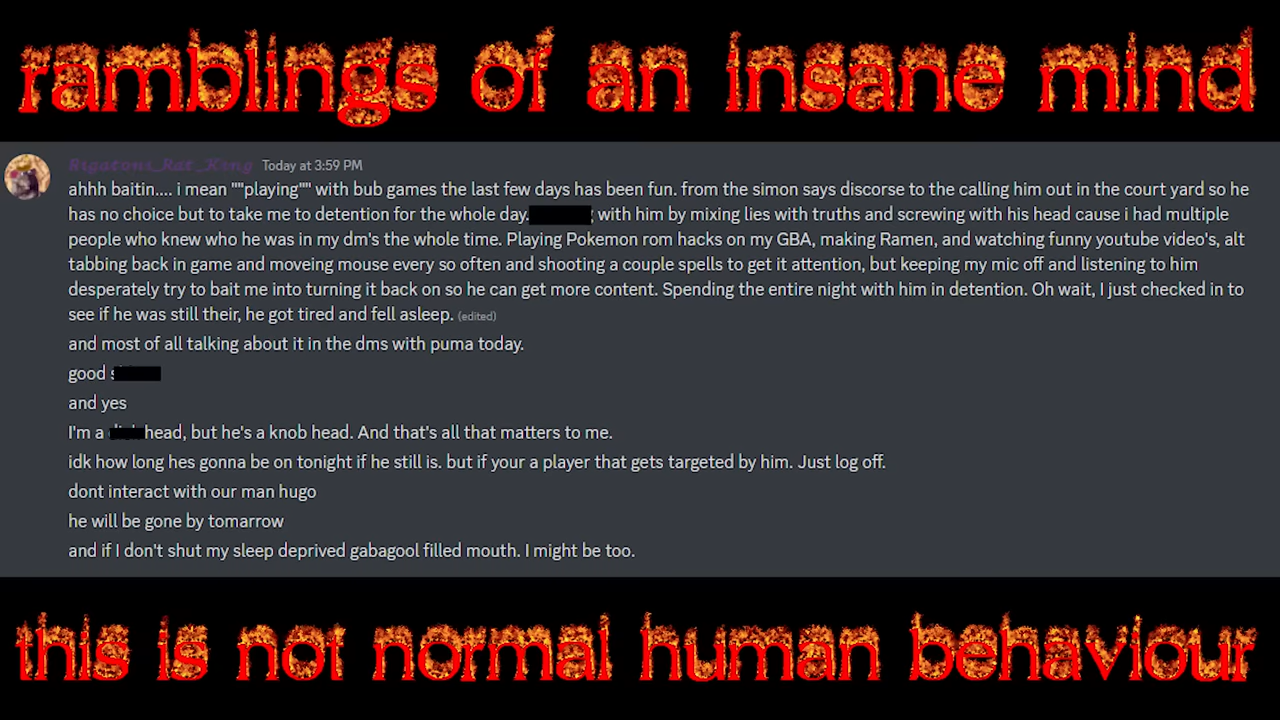 ramblings of an insane mind
Rigatons_Rat_King Today at 3:59 PM
ahhh baitin.... i mean ""playing"" with bub games the last few days has been fun. from the simon says discorse to the calling him out in the court yard so he
has no choice but to take me to detention for the whole day. with him by mixing lies with truths and screwing with his head cause i had multiple
people who knew who he was in my dm's the whole time. Playing Pokemon rom hacks on my GBA, making Ramen, and watching funny youtube video's, alt
tabbing back in game and moveing mouse every so often and shooting a couple spells to get it attention, but keeping my mic off and listening to him
desperately try to bait me into turning it back on so he can get more content. Spending the entire night with him in detention. Oh wait, I just checked in to
see if he was still their, he got tired and fell asleep. (edited)
and most of all talking about it in the dms with puma today.
good
and yes
I'm a head, but he's a knob head. And that's all that matters to me.
idk how long hes gonna be on tonight if he still is. but if your a player that gets targeted by him. Just log off.
dont interact with our man hugo
he will be gone by tomarrow
and if I don't shut my sleep deprived gabagool filled mouth. I might be too.
this is not normal human behaviour